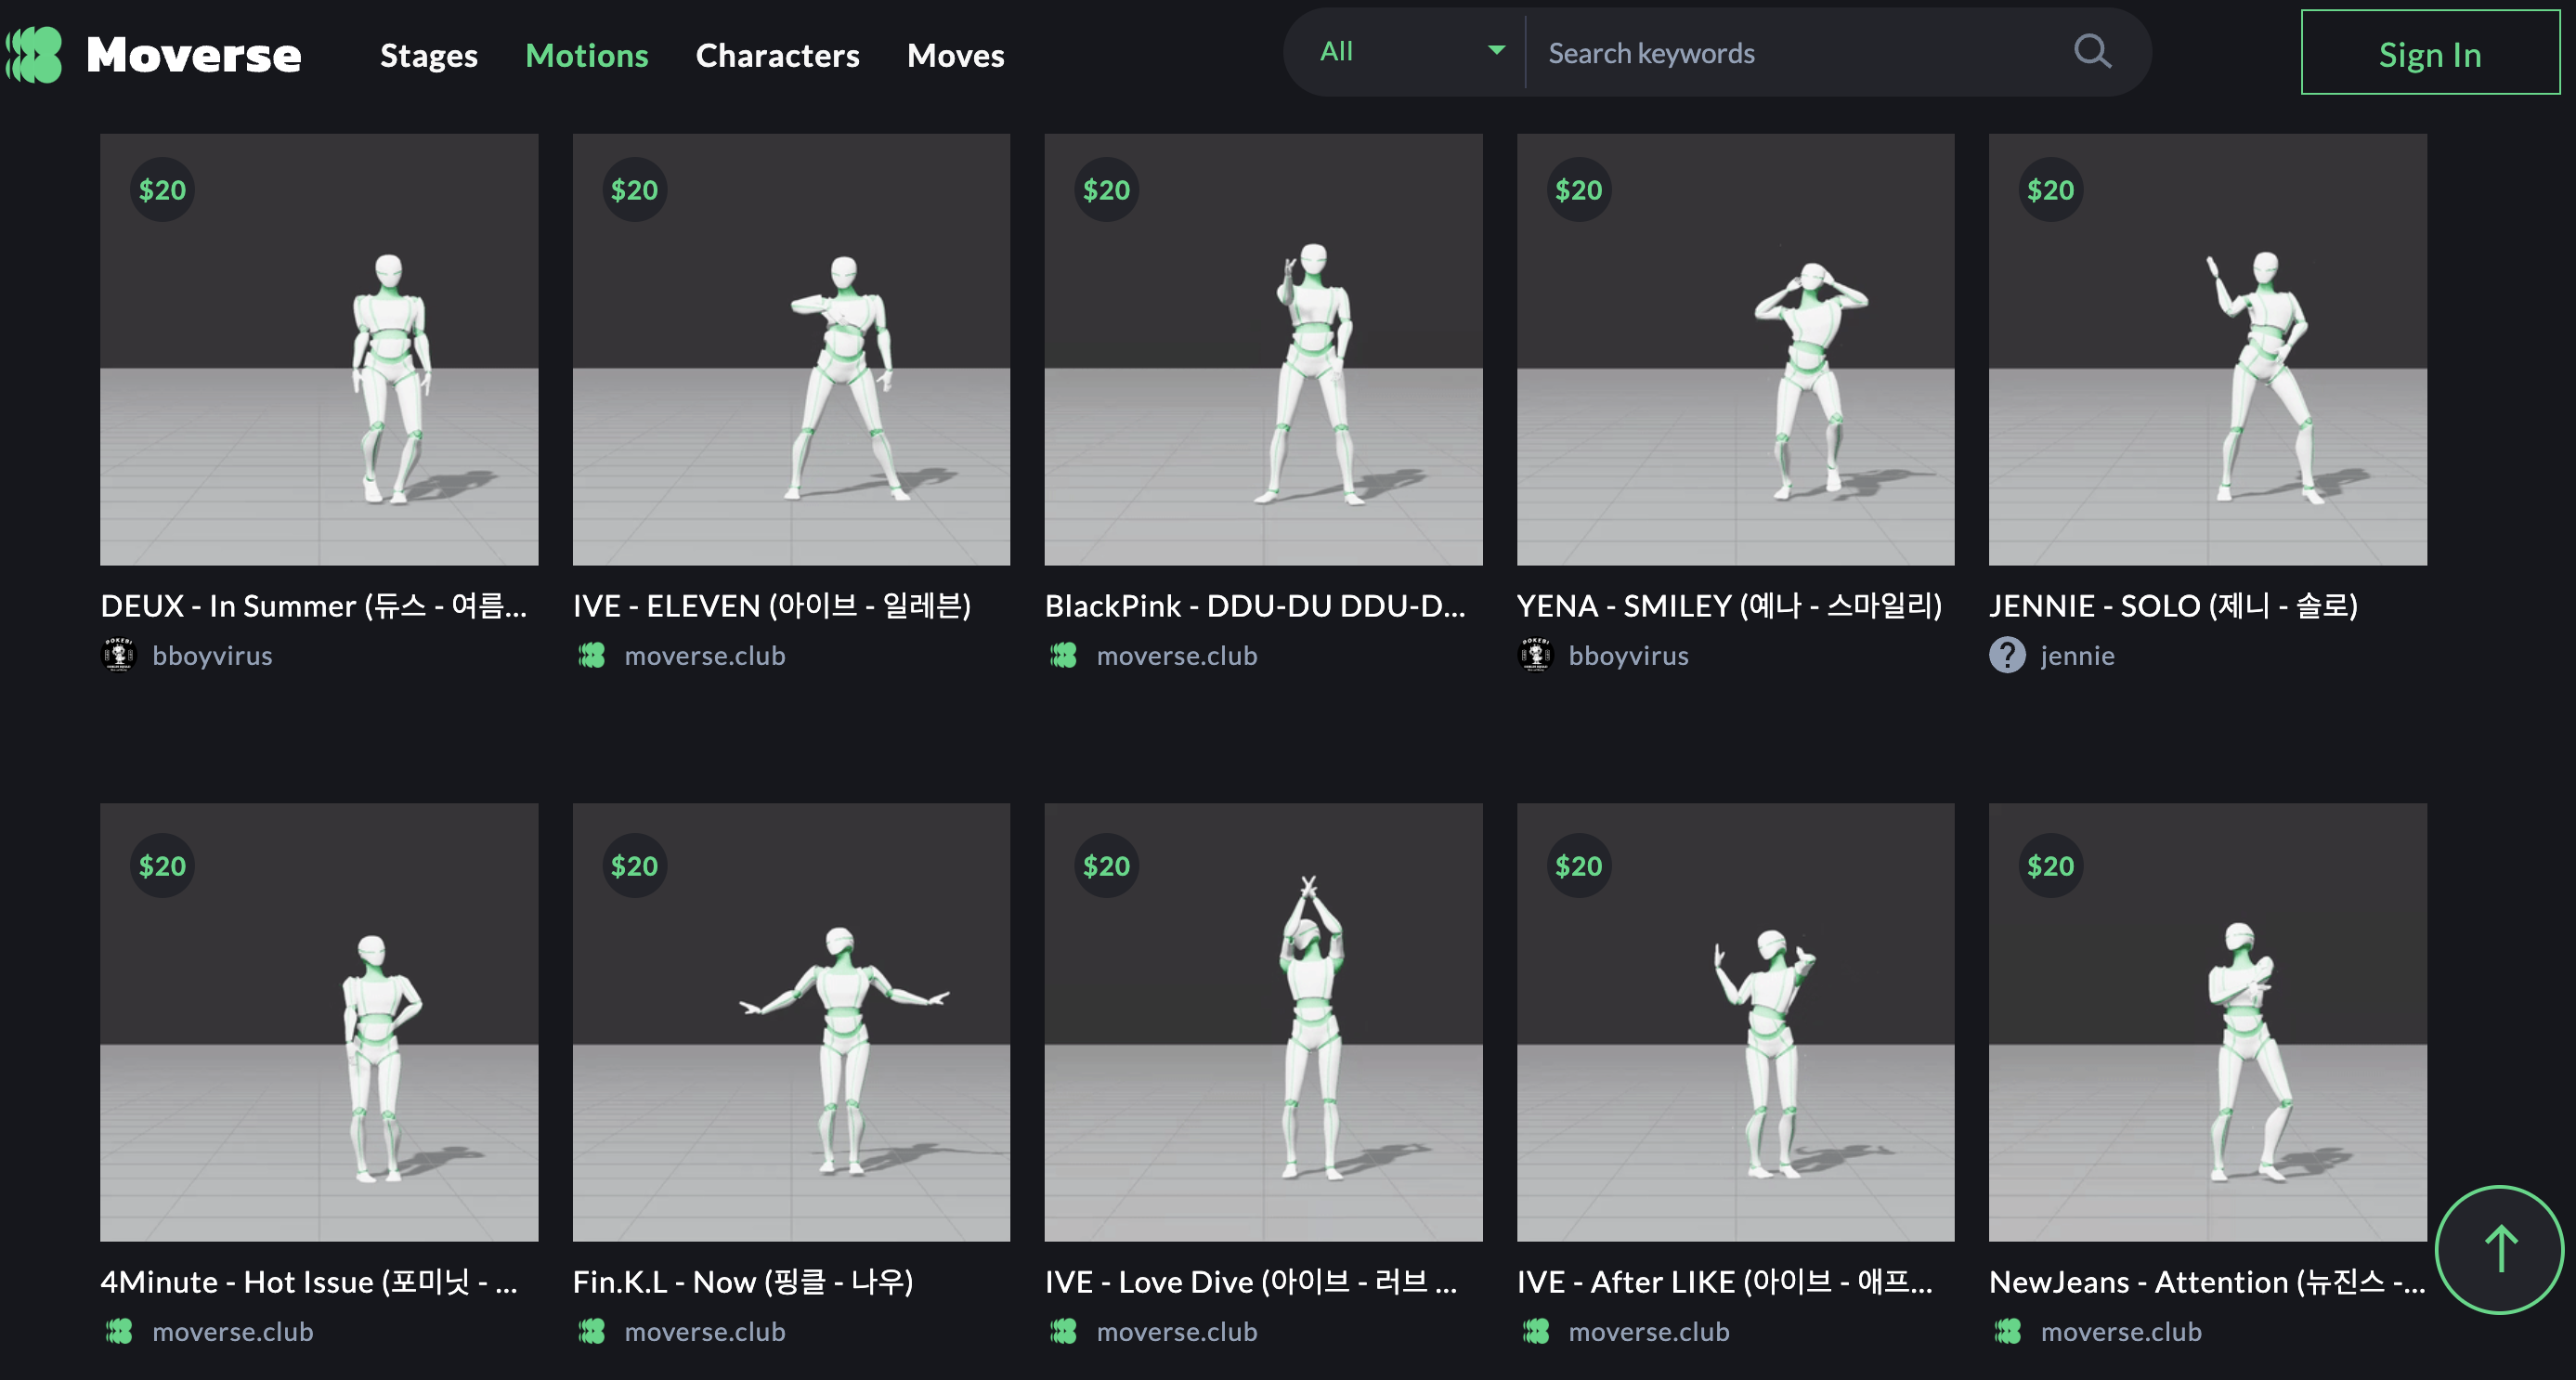 Moverse
Stages
Motions
Characters
Moves
All
Search keywords
Sign In
$20
$20
$20
$20
$20
DEUX - In Summer (듀스 - 여름...
IVE - ELEVEN (아이브 - 일레븐)
BlackPink - DDU-DU DDU-D...
YENA - SMILEY (예나 - 스마일리)
JENNIE - SOLO (제니 - 솔로)
bboyvirus
moverse.club
moverse.club
bboyvirus
jennie
$20
$20
$20
$20
$20
4Minute - Hot Issue (포미닛 - ...
Fin.K.L - Now (핑클 - 나우)
IVE - Love Dive (아이브 - 러브 ...
IVE - After LIKE (아이브 - 애프...
NewJeans - Attention (뉴진스 -...
moverse.club
moverse.club
moverse.club
moverse.club
moverse.club